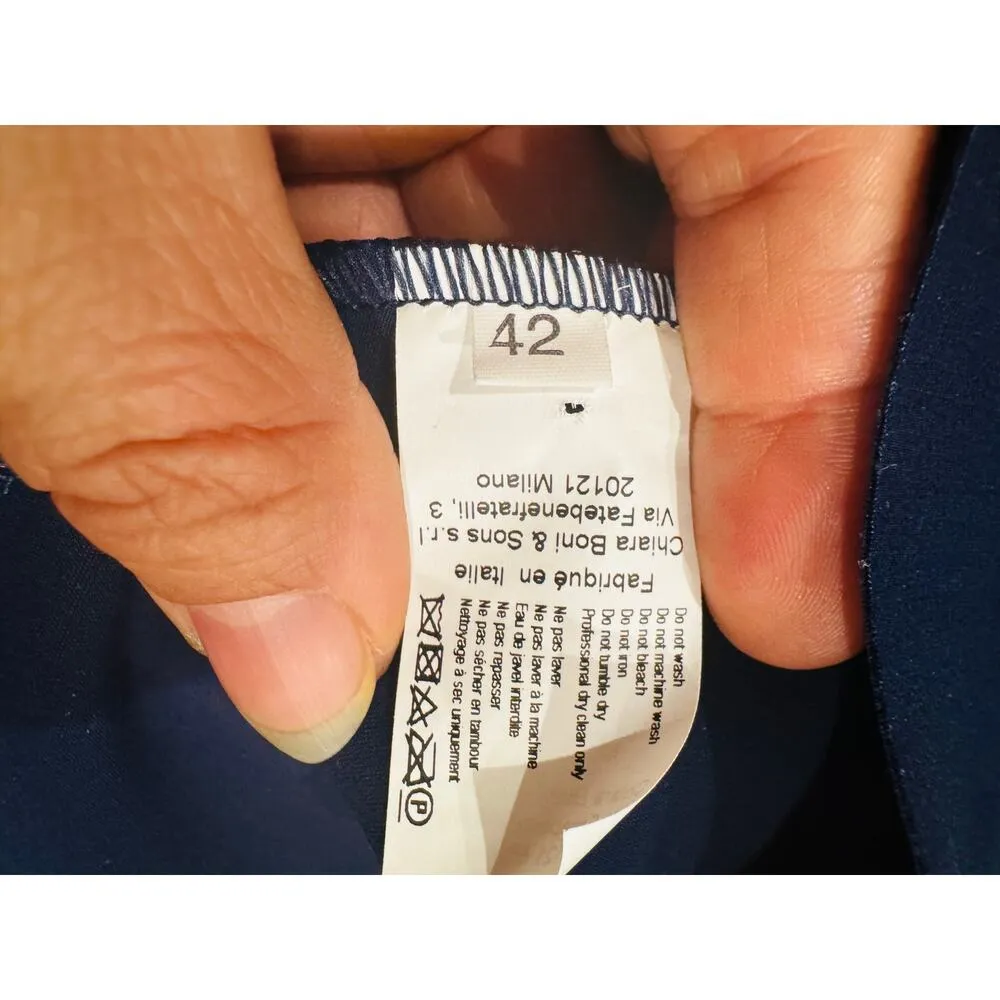 42
Fabriqué en Italie
Chiara Boni & Sons s.r.l
Via Fatebenefratelli, 3
20121 Milano
Do not wash
Do not machine wash
Do not bleach
Do not iron
Do not tumble dry
Professional dry clean only
Ne pas laver
Ne pas laver à la machine
Eau de javel interdite
Ne pas repasser
Ne pas sécher en tambour
Nettoyage à sec uniquement
P